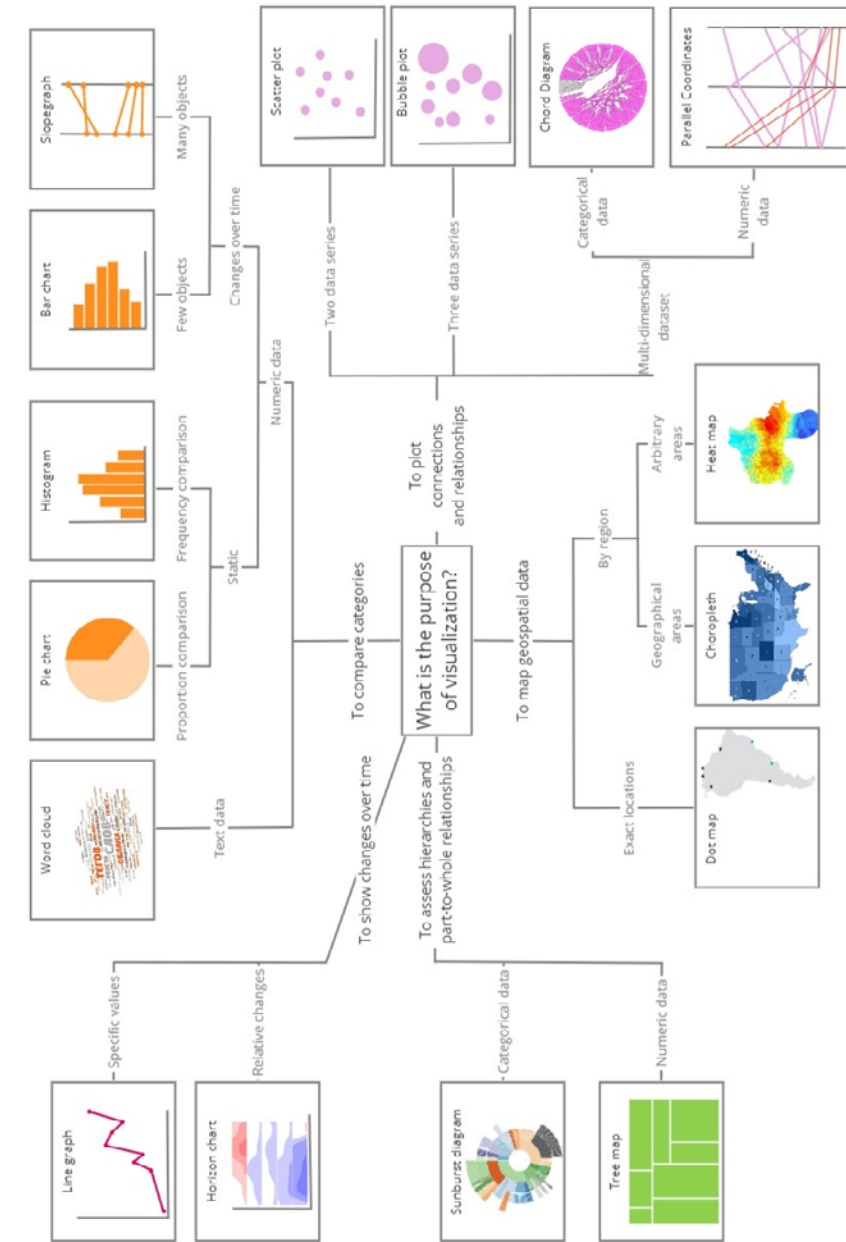 Word cloud
ТЕГОВ
СЛОВ
Pie chart
Histogram
Bar chart
Slopegraph
Line graph
Specific values
Horizon chart
Relative changes
Text data
Proportion comparison
Frequency comparison
Few objects
Many objects
Static
Changes over time
Numeric data
To compare categories
To show changes over time
What is the purpose
of visualization?
To plot
connections
and relationships
Two data series
Scatter plot
Three data series
Bubble plot
Multi-dimensional
dataset
Categorical
data
Chord Diagram
Numeric
data
Parallel Coordinates
To assess hierarchies and
part-to-whole relationships
Sunburst diagram
Categorical data
Tree map
Numeric data
To map geospatial data
Exact locations
By region
Geographical
areas
Arbitrary
areas
Dot map
Choropleth
Heat map